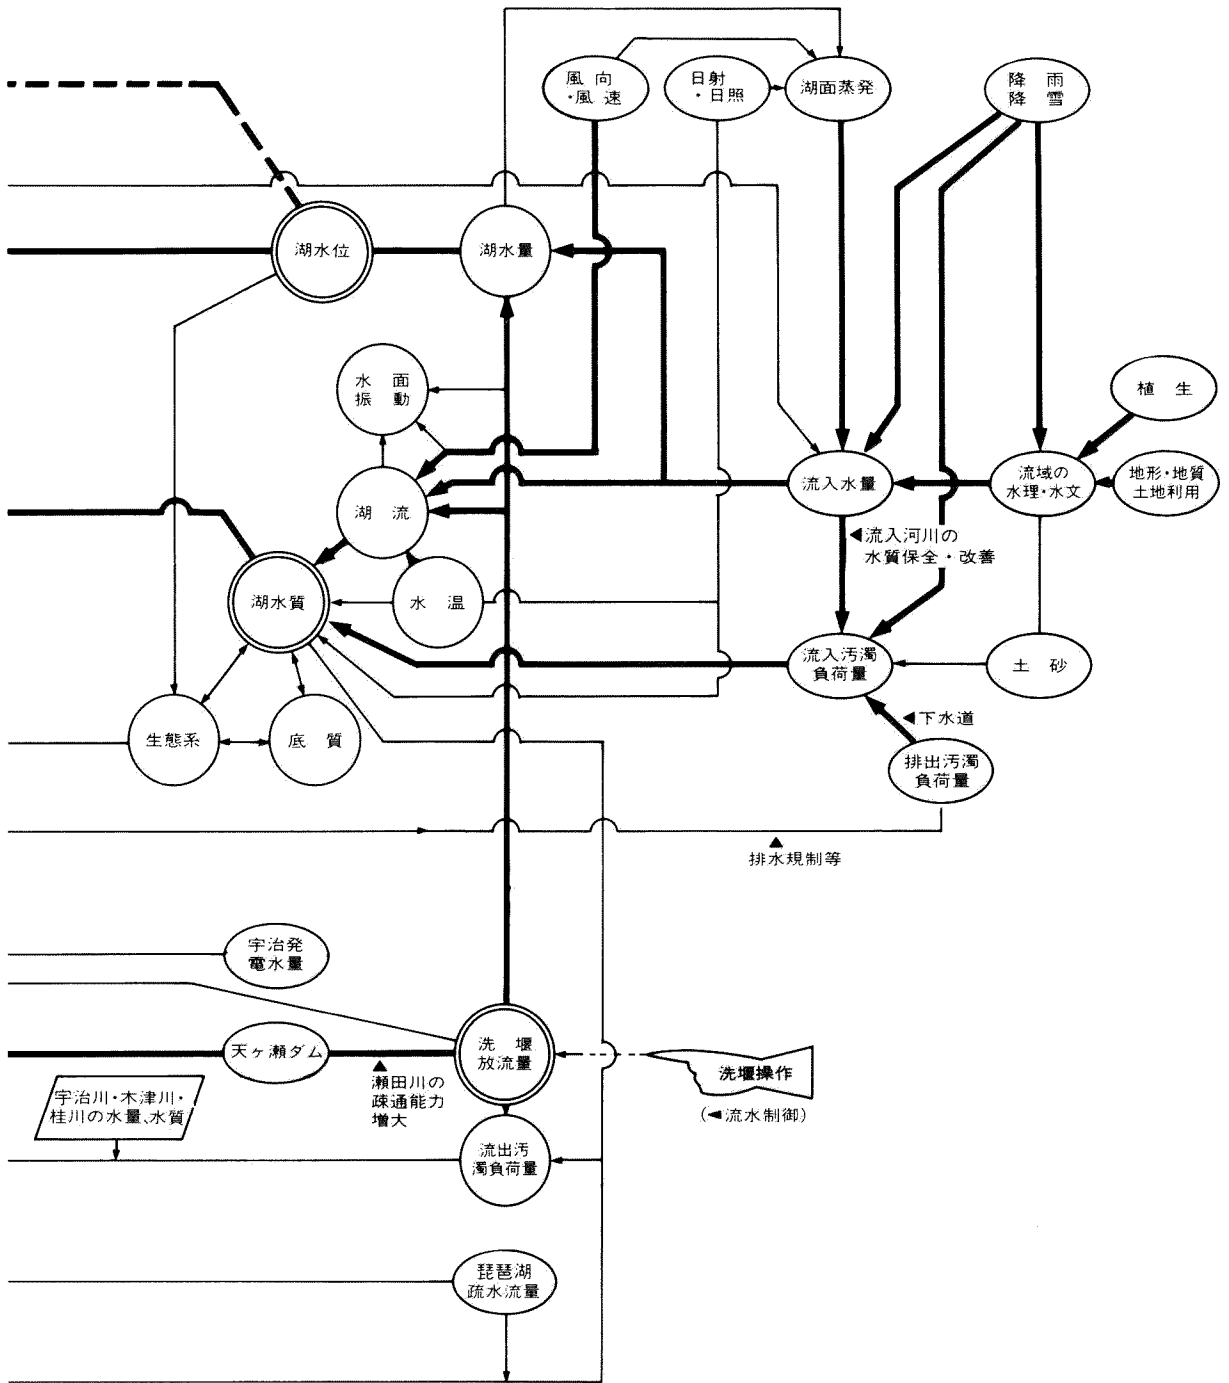 風向
・風速
日射
・日照
湖面蒸発
降雨
降雪
湖水位
湖水量
水面
振動
植生
流入水量
流域の
水理・水文
地形・地質
土地利用
湖流
◀流入河川の
水質保全・改善
湖水質
水温
流入汚濁
負荷量
土砂
◀下水道
生態系
底質
排出汚濁
負荷量
▲
排水規制等
宇治発
電水量
洗堰
放流量
天ヶ瀬ダム
▲
瀬田川の
疎通能力
増大
洗堰操作
(◀流水制御)
宇治川・木津川・
桂川の水量、水質
流出汚
濁負荷量
琵琶湖
疏水流量